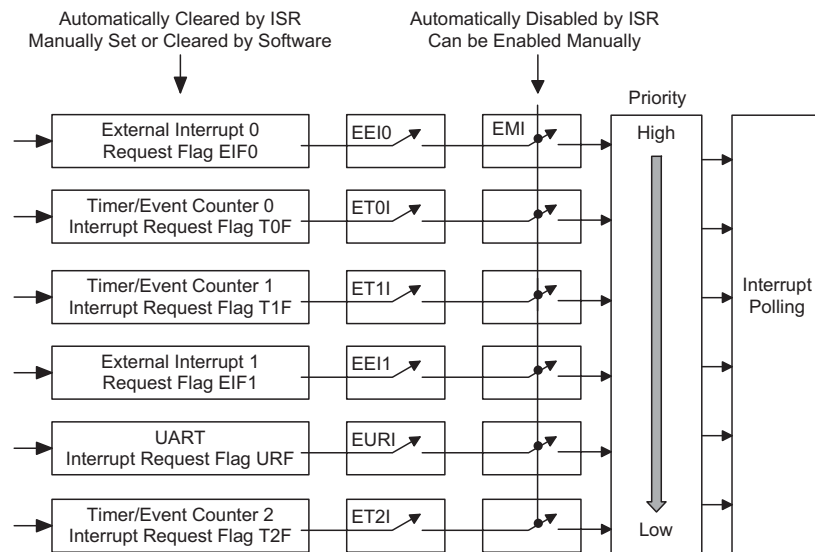 Automatically Cleared by ISR
Manually Set or Cleared by Software
Automatically Disabled by ISR
Can be Enabled Manually
Priority
External Interrupt 0
Request Flag EIF0
EEI0
EMI
High
Timer/Event Counter 0
Interrupt Request Flag T0F
ET0I
Timer/Event Counter 1
Interrupt Request Flag T1F
ET1I
Interrupt
Polling
External Interrupt 1
Request Flag EIF1
EEI1
UART
Interrupt Request Flag URF
EURI
Timer/Event Counter 2
Interrupt Request Flag T2F
ET2I
Low